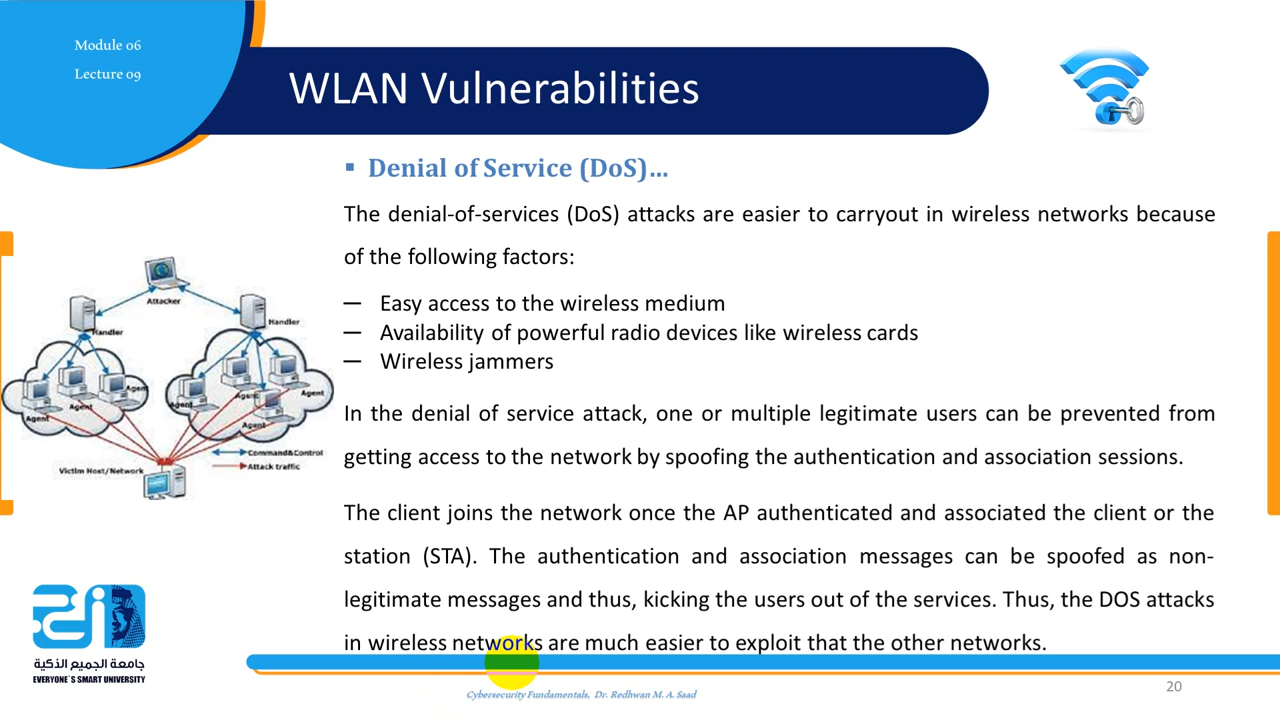 Module 06
Lecture 09
WLAN Vulnerabilities
▪ Denial of Service (DoS)…
The denial-of-services (DoS) attacks are easier to carryout in wireless networks because
of the following factors:
— Easy access to the wireless medium
— Availability of powerful radio devices like wireless cards
— Wireless jammers
In the denial of service attack, one or multiple legitimate users can be prevented from
getting access to the network by spoofing the authentication and association sessions.
The client joins the network once the AP authenticated and associated the client or the
station (STA). The authentication and association messages can be spoofed as non-
legitimate messages and thus, kicking the users out of the services. Thus, the DOS attacks
in wireless networks are much easier to exploit that the other networks.
Attacker
Handler
Handler
Agent
Agent
Agent
Agent
Agent
Agent
Agent
Command&Control
Attack traffic
Victim Host/Network
جامعة الجميع الذكية
EVERYONE`S SMART UNIVERSITY
Cybersecurity Fundamentals, Dr. Redhwan M. A. Saad
20